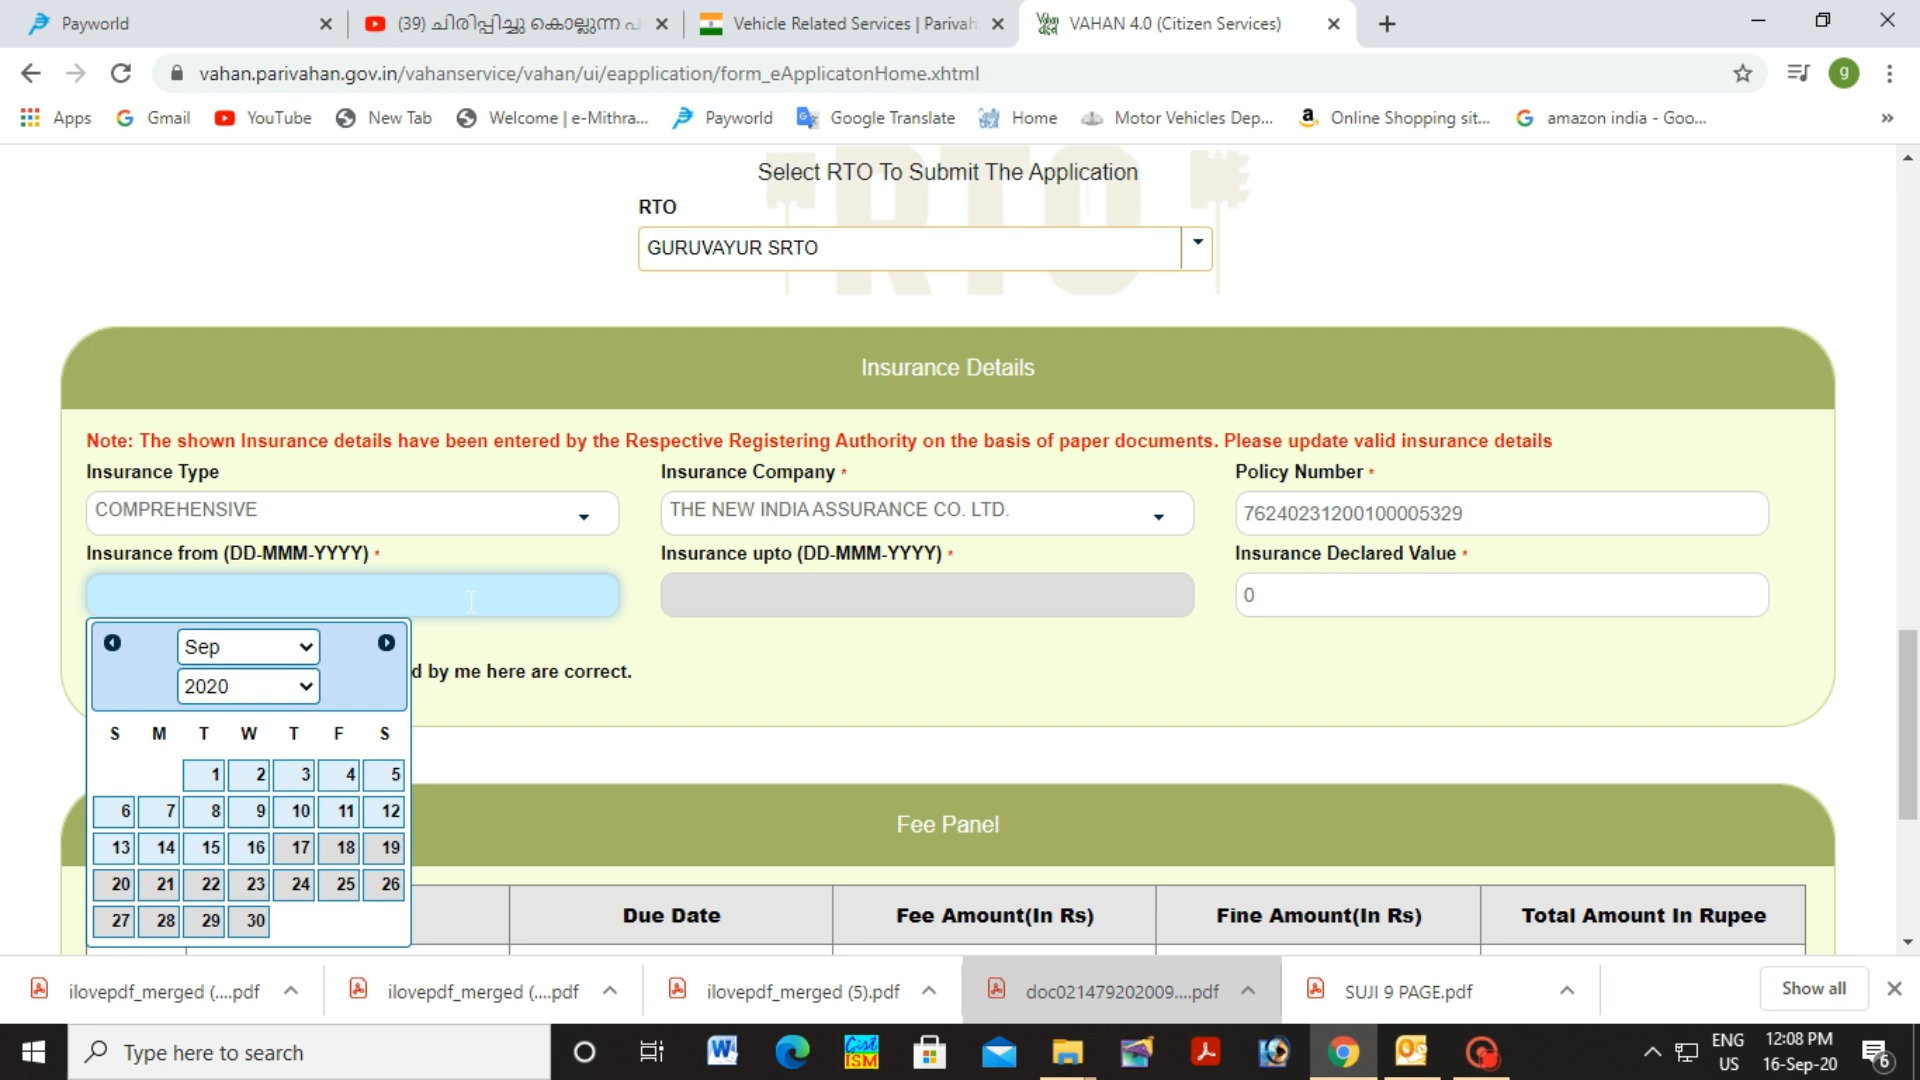 Payworld
(39) ചിരിപ്പിച്ചു കൊല്ലുന്ന പ
Vehicle Related Services | Parivah
VAHAN 4.0 (Citizen Services)
vahan.parivahan.gov.in/vahanservice/vahan/ui/eapplication/form_eApplicatonHome.xhtml
g
Apps
Gmail
YouTube
New Tab
Welcome | e-Mithra...
Payworld
Google Translate
Home
Motor Vehicles Dep...
Online Shopping sit...
amazon india - Goo...
»
RTO
Select RTO To Submit The Application
RTO
GURUVAYUR SRTO
Insurance Details
Note: The shown Insurance details have been entered by the Respective Registering Authority on the basis of paper documents. Please update valid insurance details
Insurance Type
Insurance Company *
Policy Number *
COMPREHENSIVE
THE NEW INDIA ASSURANCE CO. LTD.
76240231200100005329
Insurance from (DD-MMM-YYYY) *
Insurance upto (DD-MMM-YYYY) *
Insurance Declared Value *
0
Sep
2020
d by me here are correct.
S M T W T F S
1 2 3 4 5
6 7 8 9 10 11 12
13 14 15 16 17 18 19
20 21 22 23 24 25 26
27 28 29 30
Fee Panel
Due Date
Fee Amount(In Rs)
Fine Amount(In Rs)
Total Amount In Rupee
ilovepdf_merged (....pdf
ilovepdf_merged (....pdf
ilovepdf_merged (5).pdf
doc021479202009....pdf
SUJI 9 PAGE.pdf
Show all
Type here to search
Gist
ISM
ENG
US
12:08 PM
16-Sep-20
6